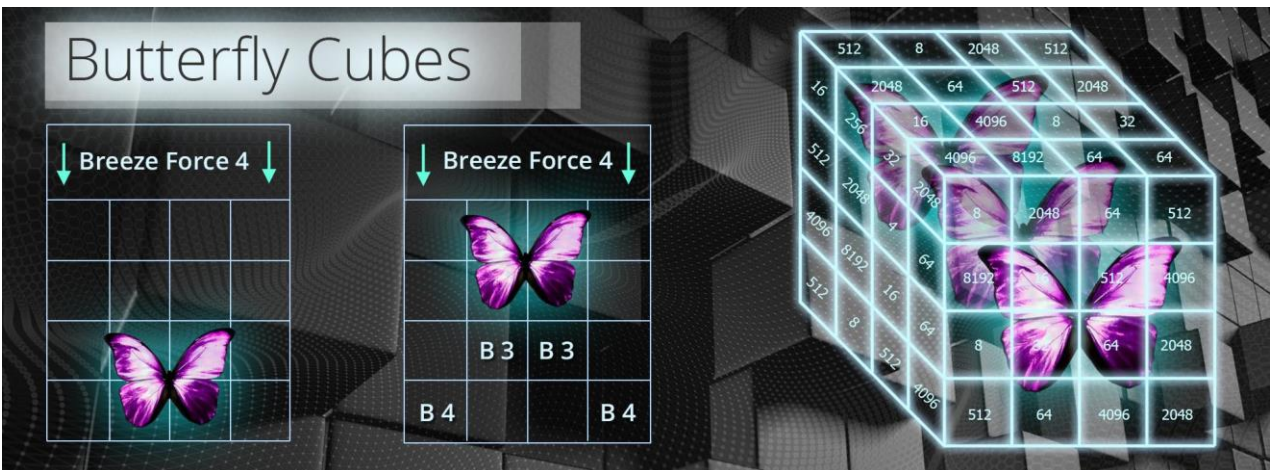 Butterfly Cubes
Breeze Force 4
B 3 B 3
B 4 B 4
Breeze Force 4
512 8 2048 512
2048 64 512 2048
16 4096 8 32
4096 8192 64 64
16 512 4096 512
256 2048 8192 8
32 4 16 512
2048 64 64 4096
8 2048 64 512
8192 16 512 4096
8 64 2048
512 64 4096 2048